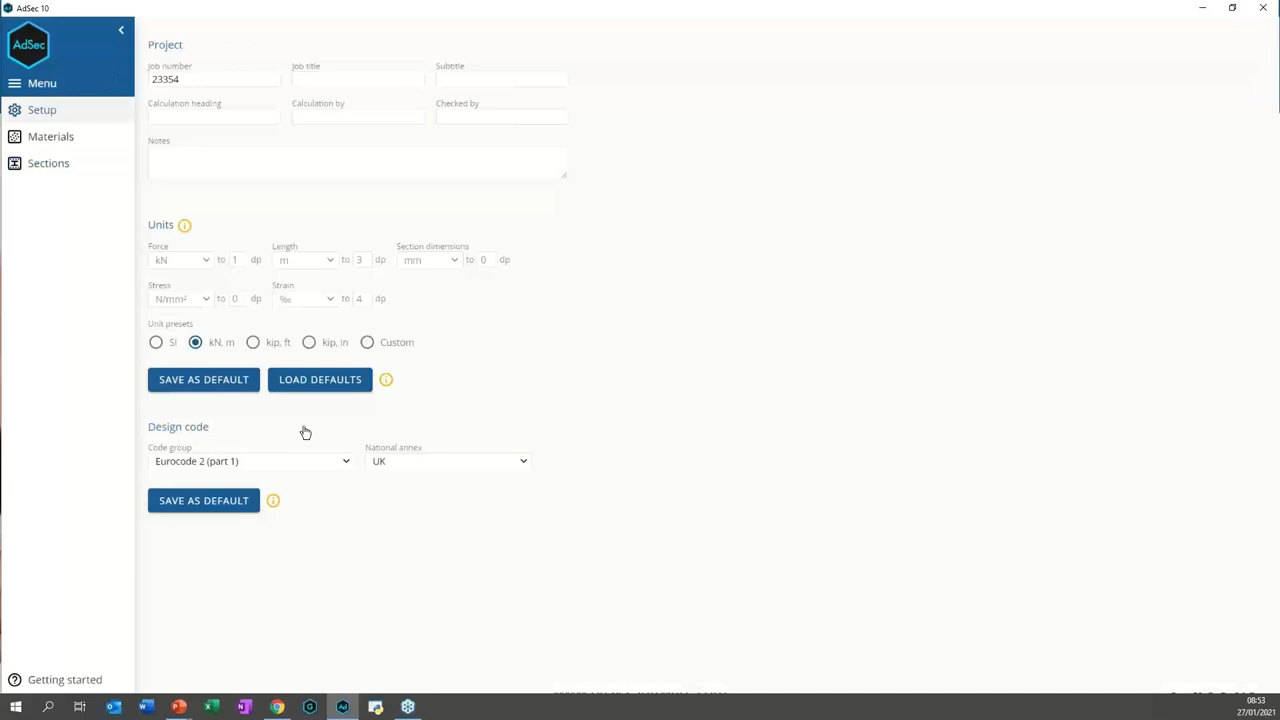 AdSec 10
AdSec
Menu
Setup
Materials
Sections
Getting started
Project
Job number Job title Subtitle
23354
Calculation heading Calculation by Checked by
Notes
Units
Force Length Section dimensions
kN to 1 dp m to 3 dp mm to 0 dp
Stress Strain
N/mm² to 0 dp ‰ to 4 dp
Unit presets
SI kN, m kip, ft kip, in Custom
SAVE AS DEFAULT LOAD DEFAULTS
Design code
Code group National annex
Eurocode 2 (part 1) UK
SAVE AS DEFAULT
08:53
27/01/2021